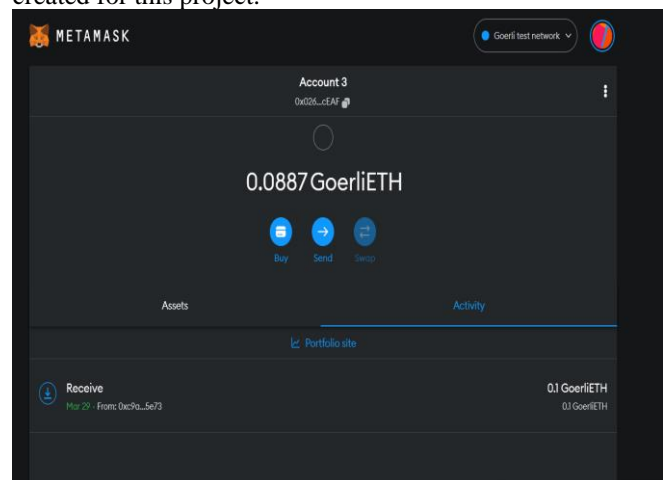 created for this project.
METAMASK
Goerli test network
Account 3
0x026...cEAF
0.0887 GoerliETH
Buy Send Swap
Assets Activity
Portfolio site
Receive 0.1 GoerliETH
Mar 29 · From: 0xc9a...5e73 0.1 GoerliETH